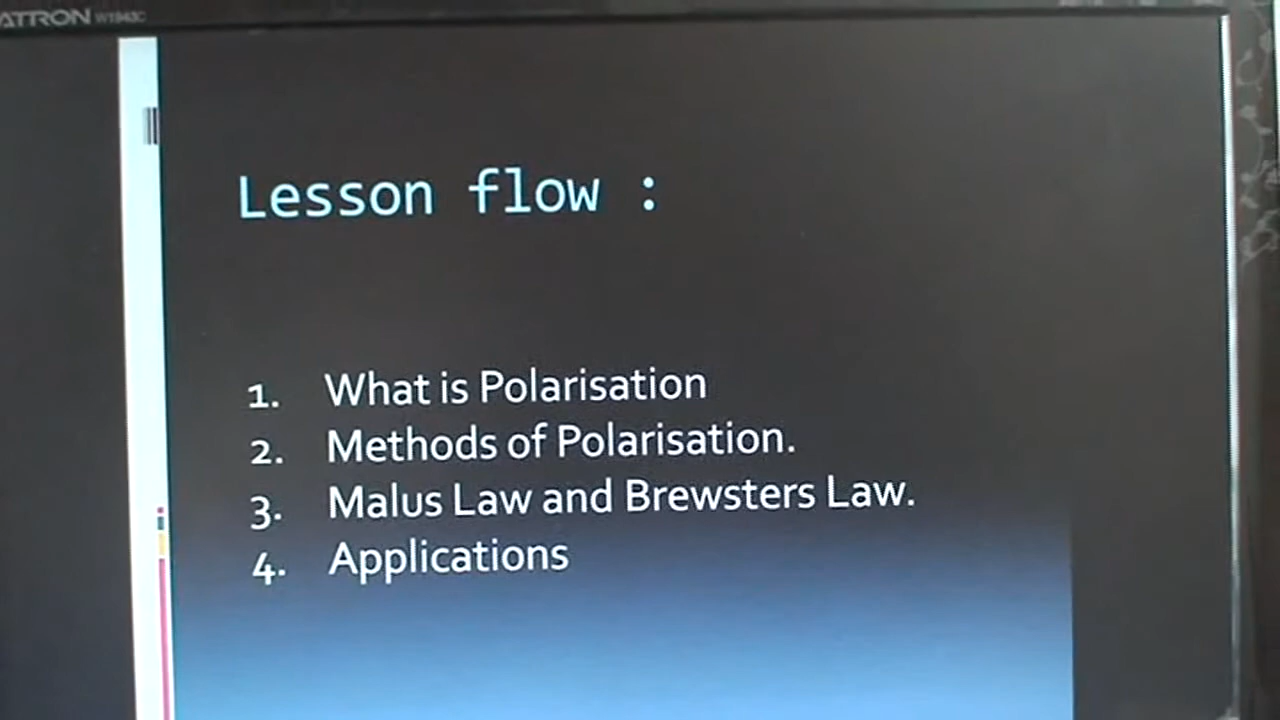 ATRON W1943C
Lesson flow :
1. What is Polarisation
2. Methods of Polarisation.
3. Malus Law and Brewsters Law.
4. Applications